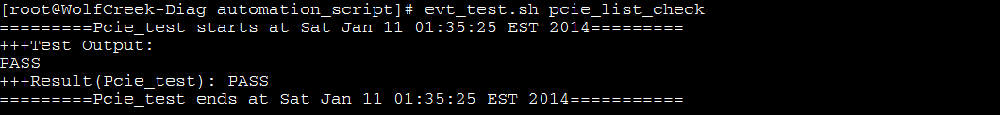 [root@WolfCreek-Diag automation_script]# evt_test.sh pcie_list_check
=========Pcie_test starts at Sat Jan 11 01:35:25 EST 2014=========
+++Test Output:
PASS
+++Result(Pcie_test): PASS
=========Pcie_test ends at Sat Jan 11 01:35:25 EST 2014===========